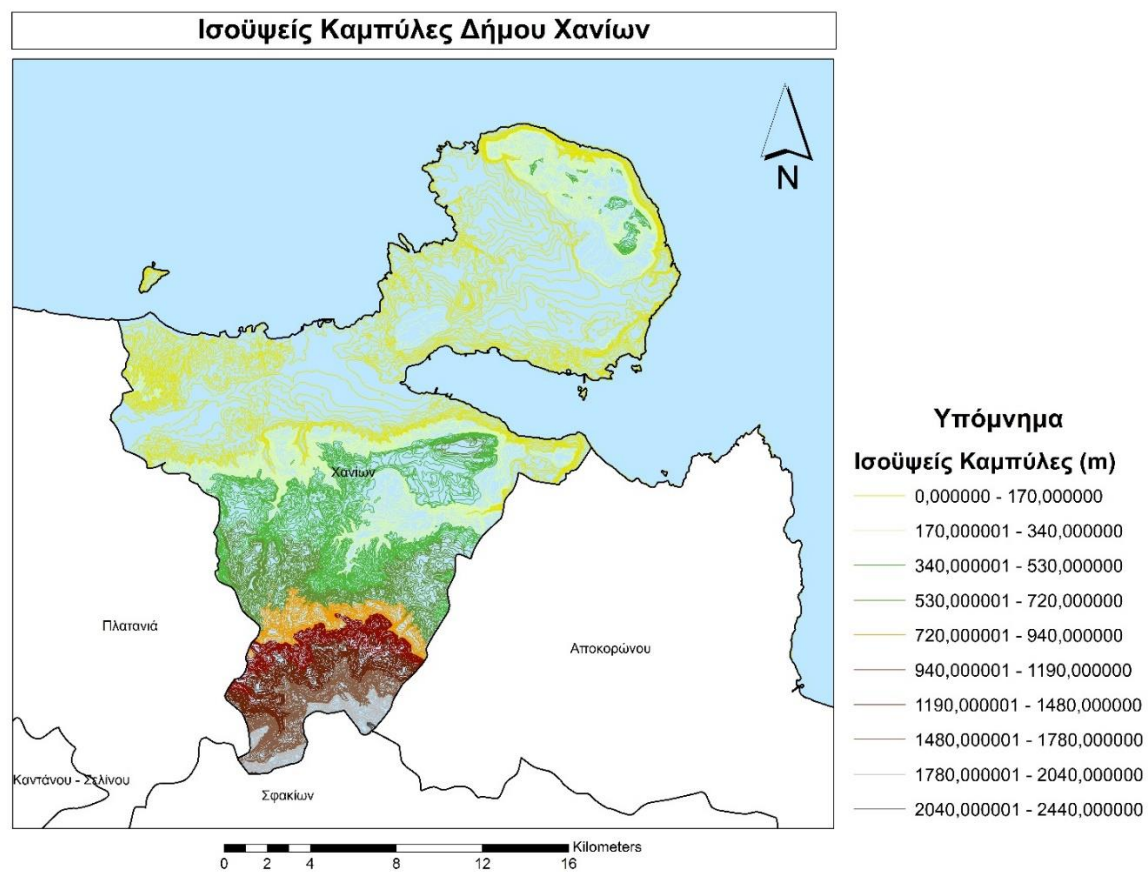 Ισοϋψείς Καμπύλες Δήμου Χανίων
N
Χανίων
Πλατανιά
Αποκορώνου
Καντάνου - Σελίνου
Σφακίων
Υπόμνημα
Ισοϋψείς Καμπύλες (m)
0,000000 - 170,000000
170,000001 - 340,000000
340,000001 - 530,000000
530,000001 - 720,000000
720,000001 - 940,000000
940,000001 - 1190,000000
1190,000001 - 1480,000000
1480,000001 - 1780,000000
1780,000001 - 2040,000000
2040,000001 - 2440,000000
Kilometers
0 2 4 8 12 16